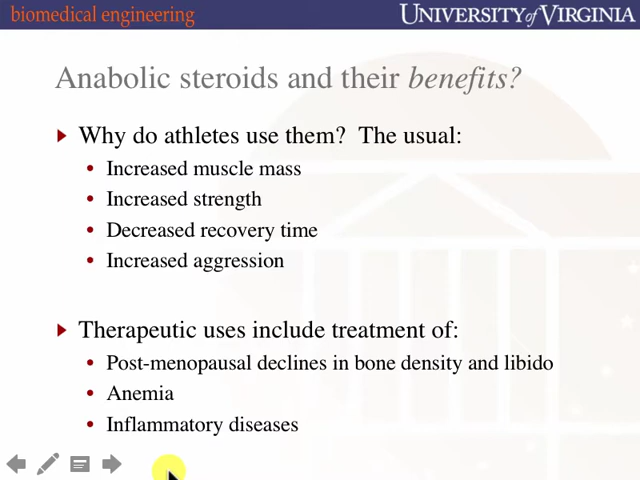 biomedical engineering
UNIVERSITY of VIRGINIA
Anabolic steroids and their benefits?
Why do athletes use them? The usual:
Increased muscle mass
Increased strength
Decreased recovery time
Increased aggression
Therapeutic uses include treatment of:
Post-menopausal declines in bone density and libido
Anemia
Inflammatory diseases